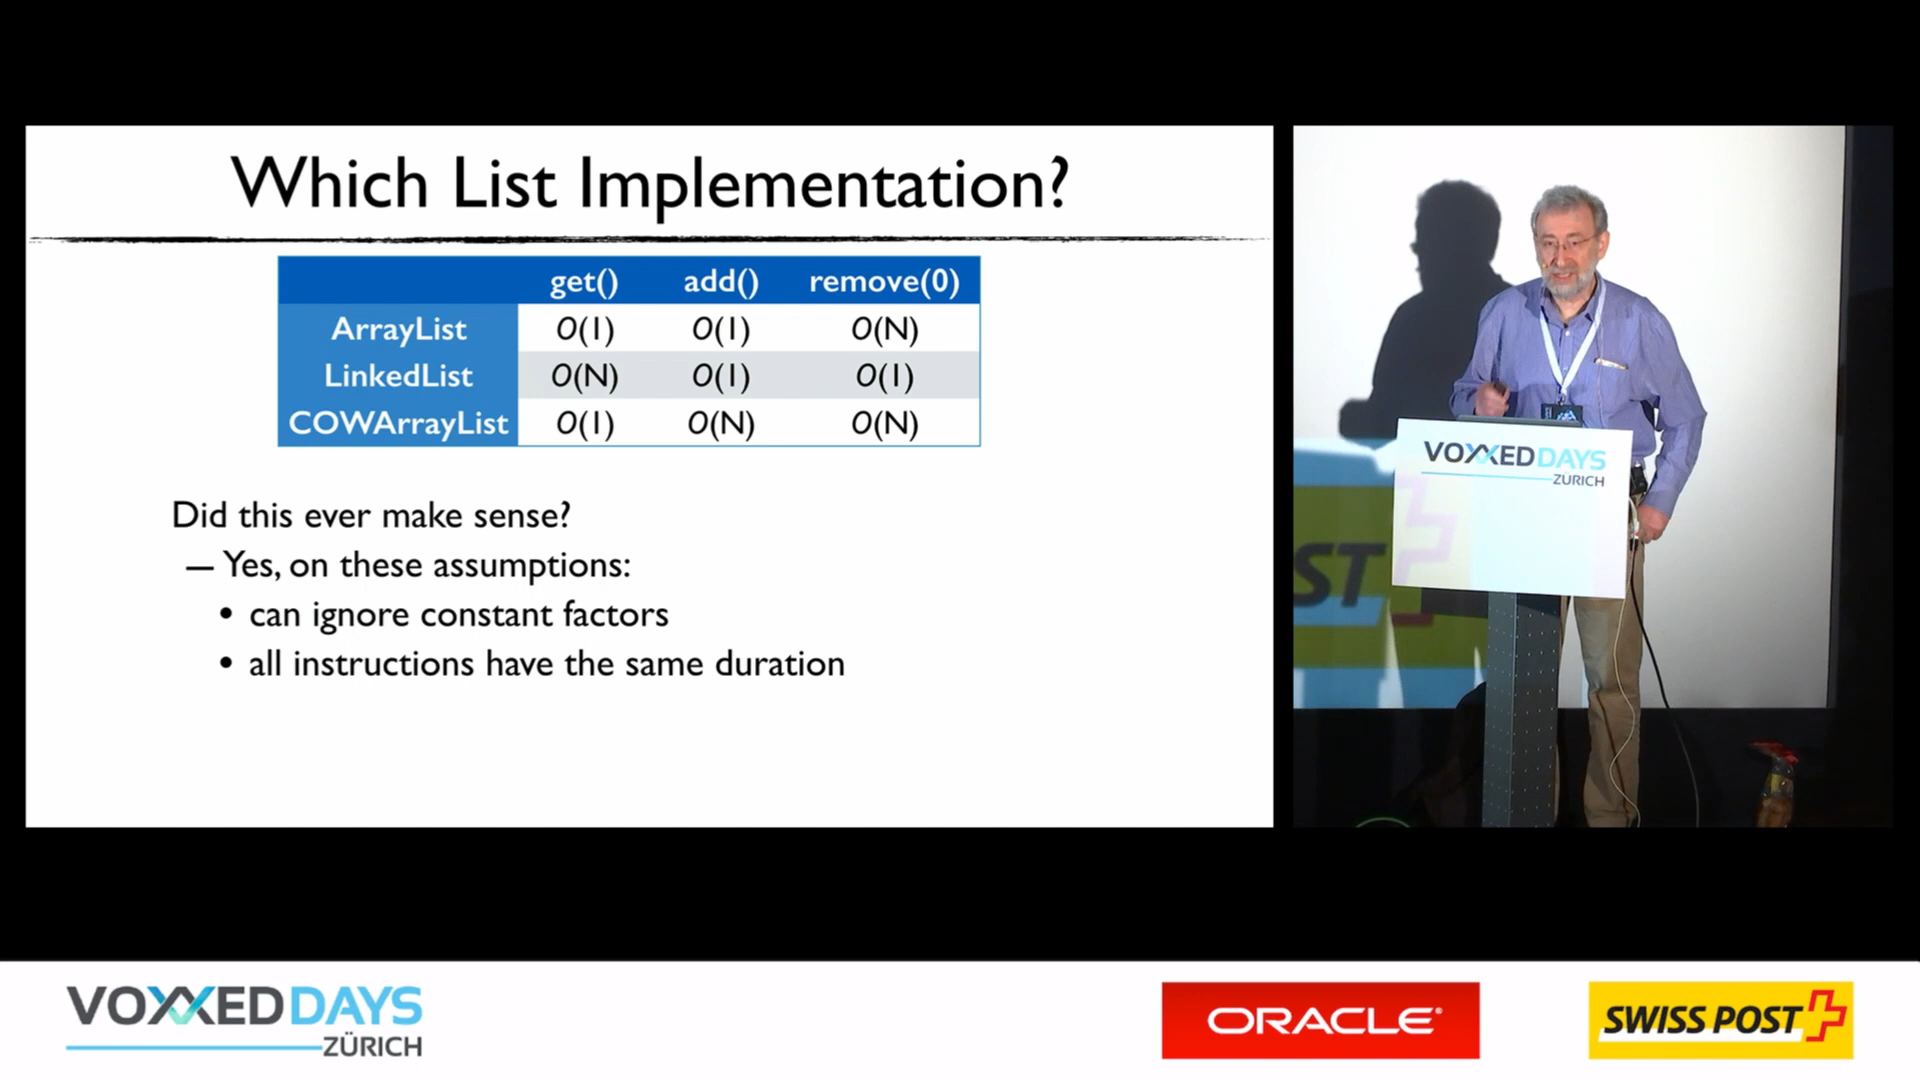 Which List Implementation?
get() add() remove(0)
ArrayList O(1) O(1) O(N)
LinkedList O(N) O(1) O(1)
COWArrayList O(1) O(N) O(N)
Did this ever make sense?
— Yes, on these assumptions:
• can ignore constant factors
• all instructions have the same duration
VOXXED DAYS
ZÜRICH
ST
VOXXED DAYS
ZÜRICH
ORACLE®
SWISS POST